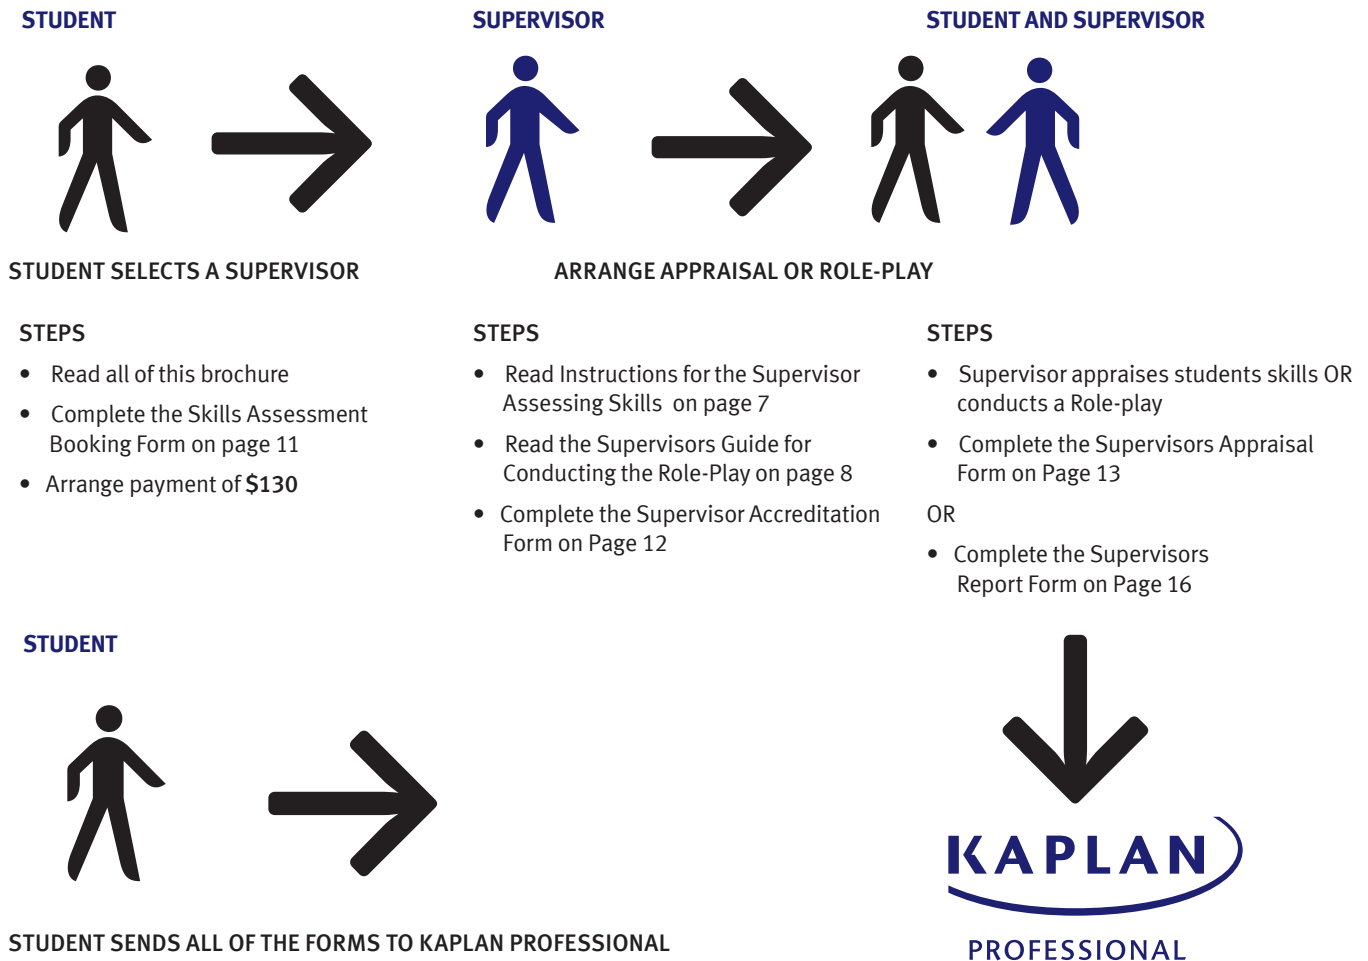 STUDENT
SUPERVISOR
STUDENT AND SUPERVISOR
STUDENT SELECTS A SUPERVISOR
ARRANGE APPRAISAL OR ROLE-PLAY
STEPS
• Read all of this brochure
• Complete the Skills Assessment
Booking Form on page 11
• Arrange payment of $130
STEPS
• Read Instructions for the Supervisor
Assessing Skills on page 7
• Read the Supervisors Guide for
Conducting the Role-Play on page 8
• Complete the Supervisor Accreditation
Form on Page 12
STEPS
• Supervisor appraises students skills OR
conducts a Role-play
• Complete the Supervisors Appraisal
Form on Page 13
OR
• Complete the Supervisors
Report Form on Page 16
STUDENT
STUDENT SENDS ALL OF THE FORMS TO KAPLAN PROFESSIONAL
KAPLAN
PROFESSIONAL